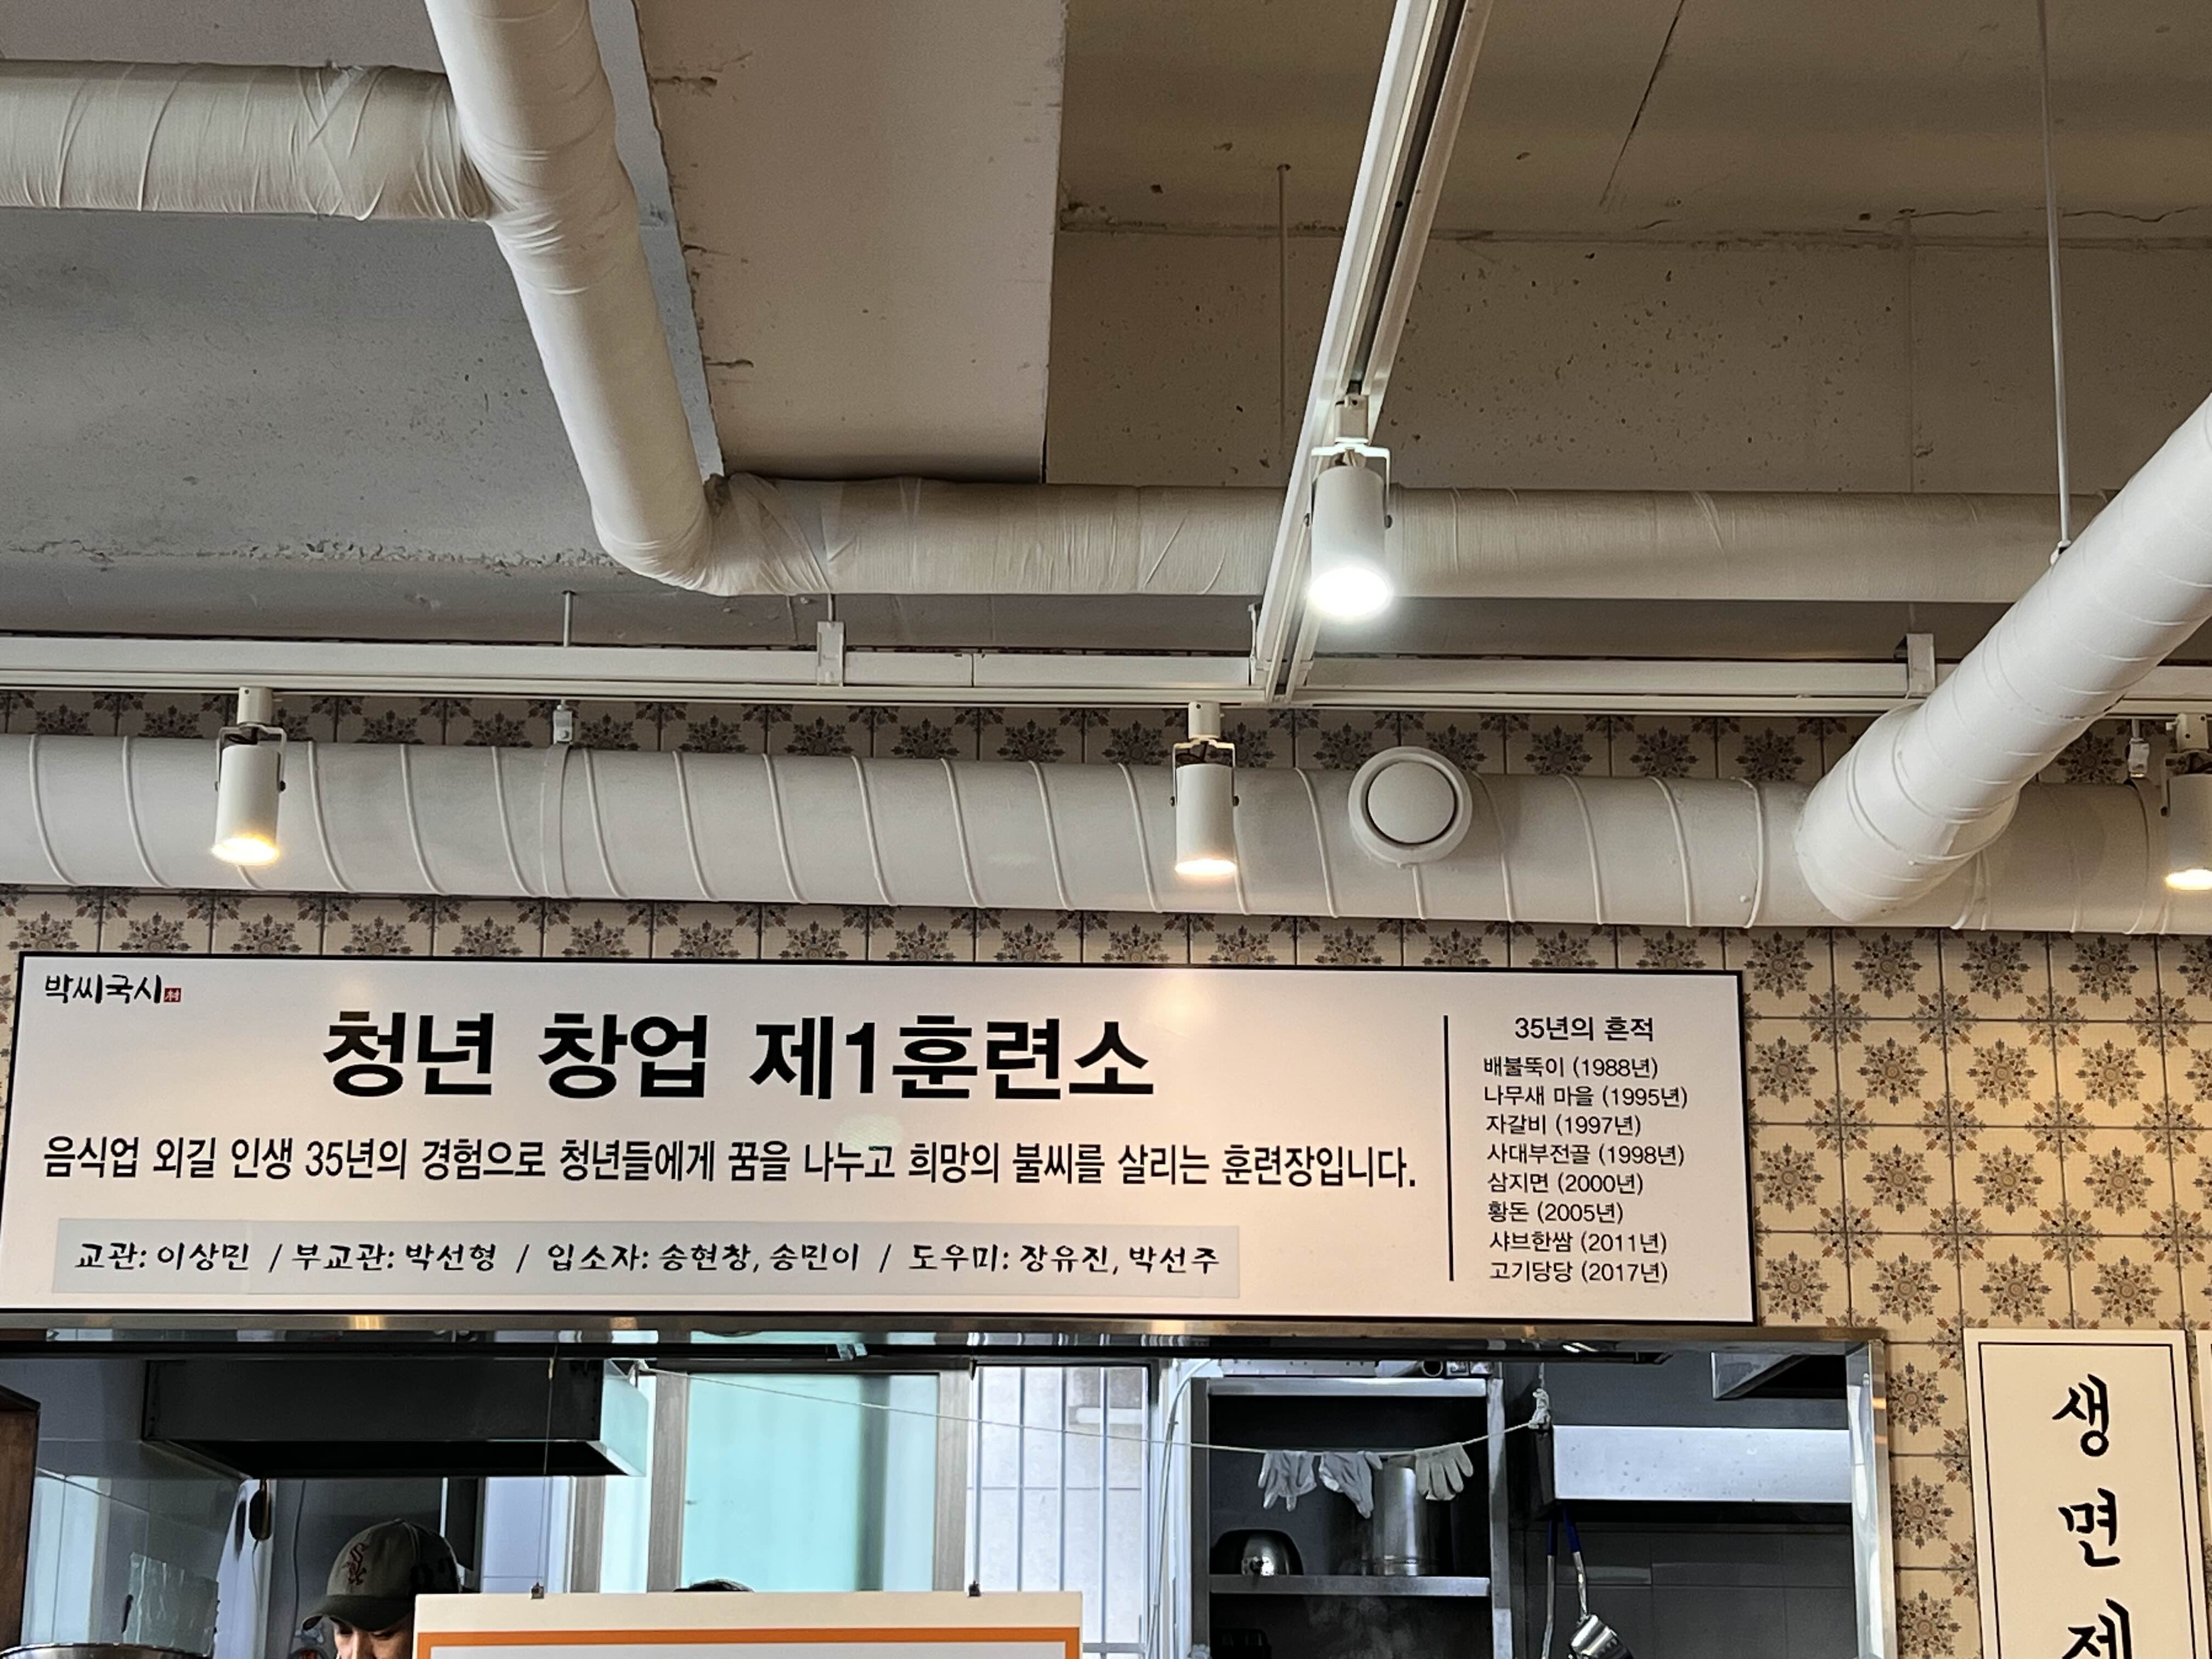 박씨국시村
청년 창업 제1훈련소
음식업 외길 인생 35년의 경험으로 청년들에게 꿈을 나누고 희망의 불씨를 살리는 훈련장입니다.
교관: 이상민 / 부교관: 박선형 / 입소자: 송현창, 송민이 / 도우미: 장유진, 박선주
35년의 흔적
배불뚝이 (1988년)
나무새 마을 (1995년)
자갈비 (1997년)
사대부전골 (1998년)
삼지면 (2000년)
황돈 (2005년)
샤브한쌈 (2011년)
고기당당 (2017년)
생면제